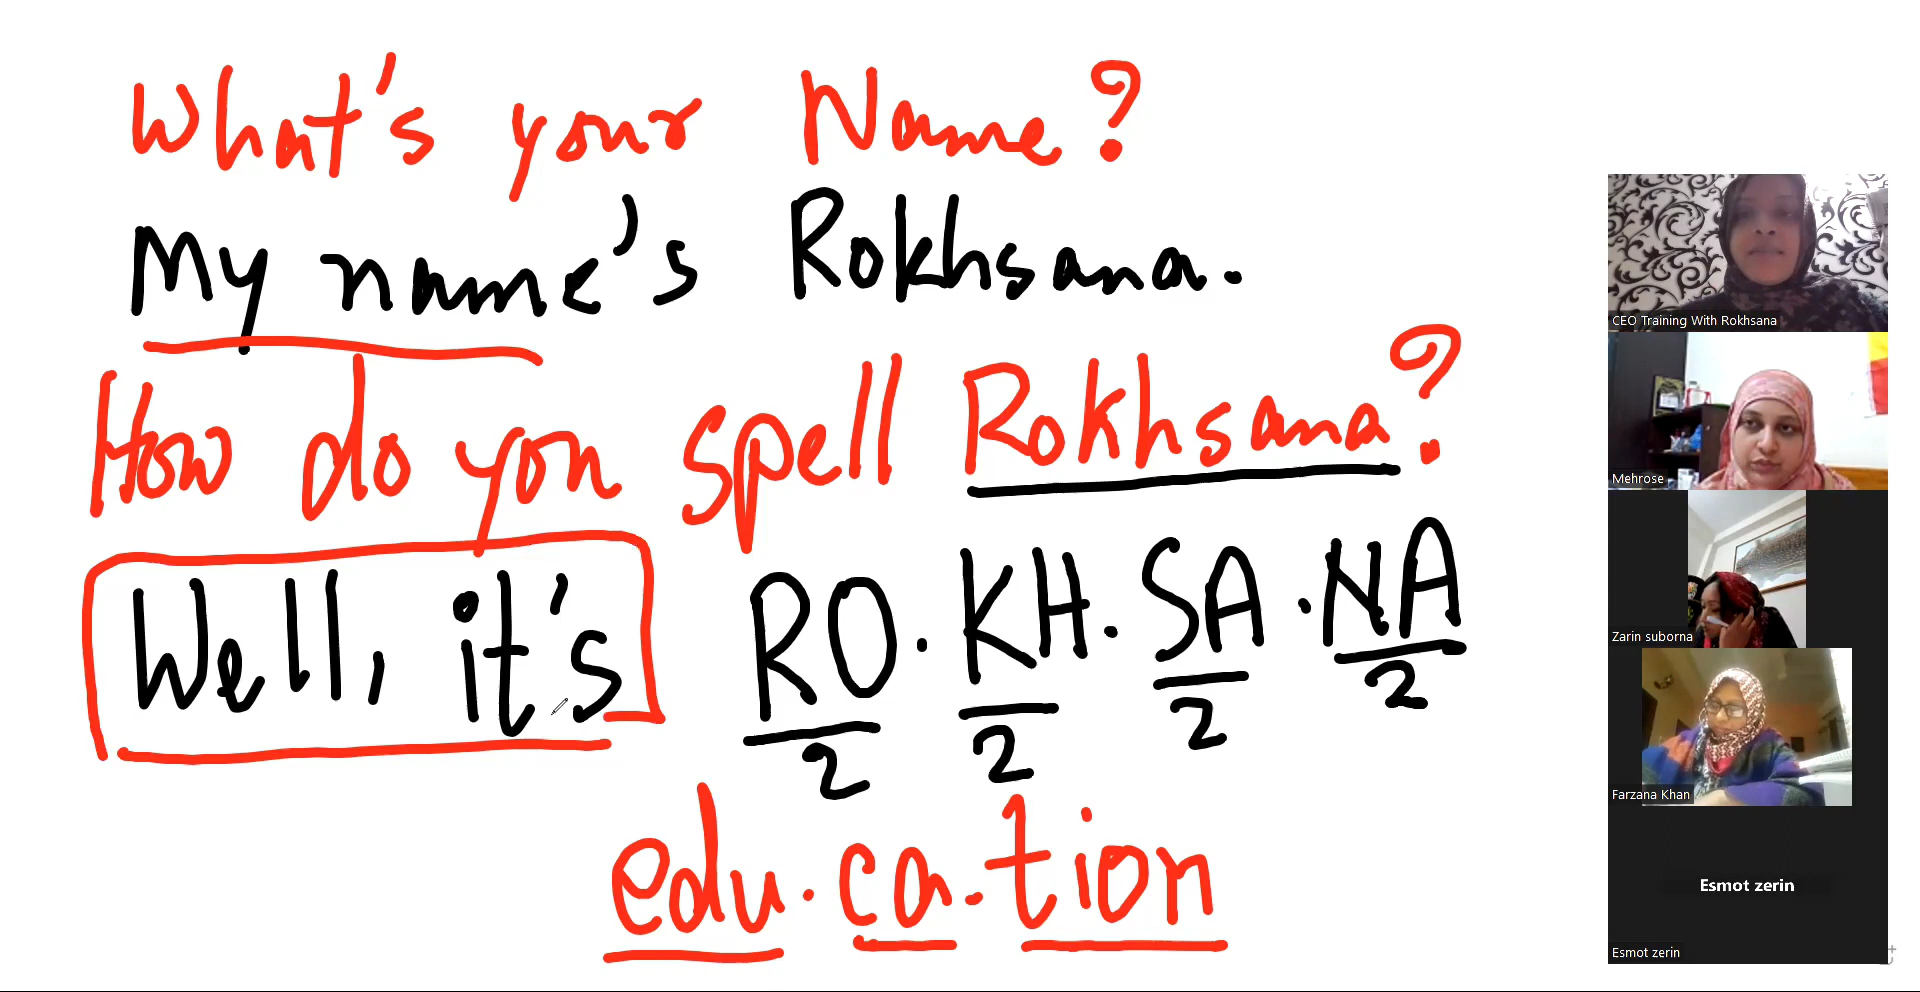 What's your Name?
My name's Rokhsana.
How do you spell Rokhsana?
Well, it's RO.KH.SA.NA
2 2 2 2
edu.ca.tion
CEO Training With Rokhsana
Mehrose
Zarin suborna
Farzana Khan
Esmot zerin
Esmot zerin